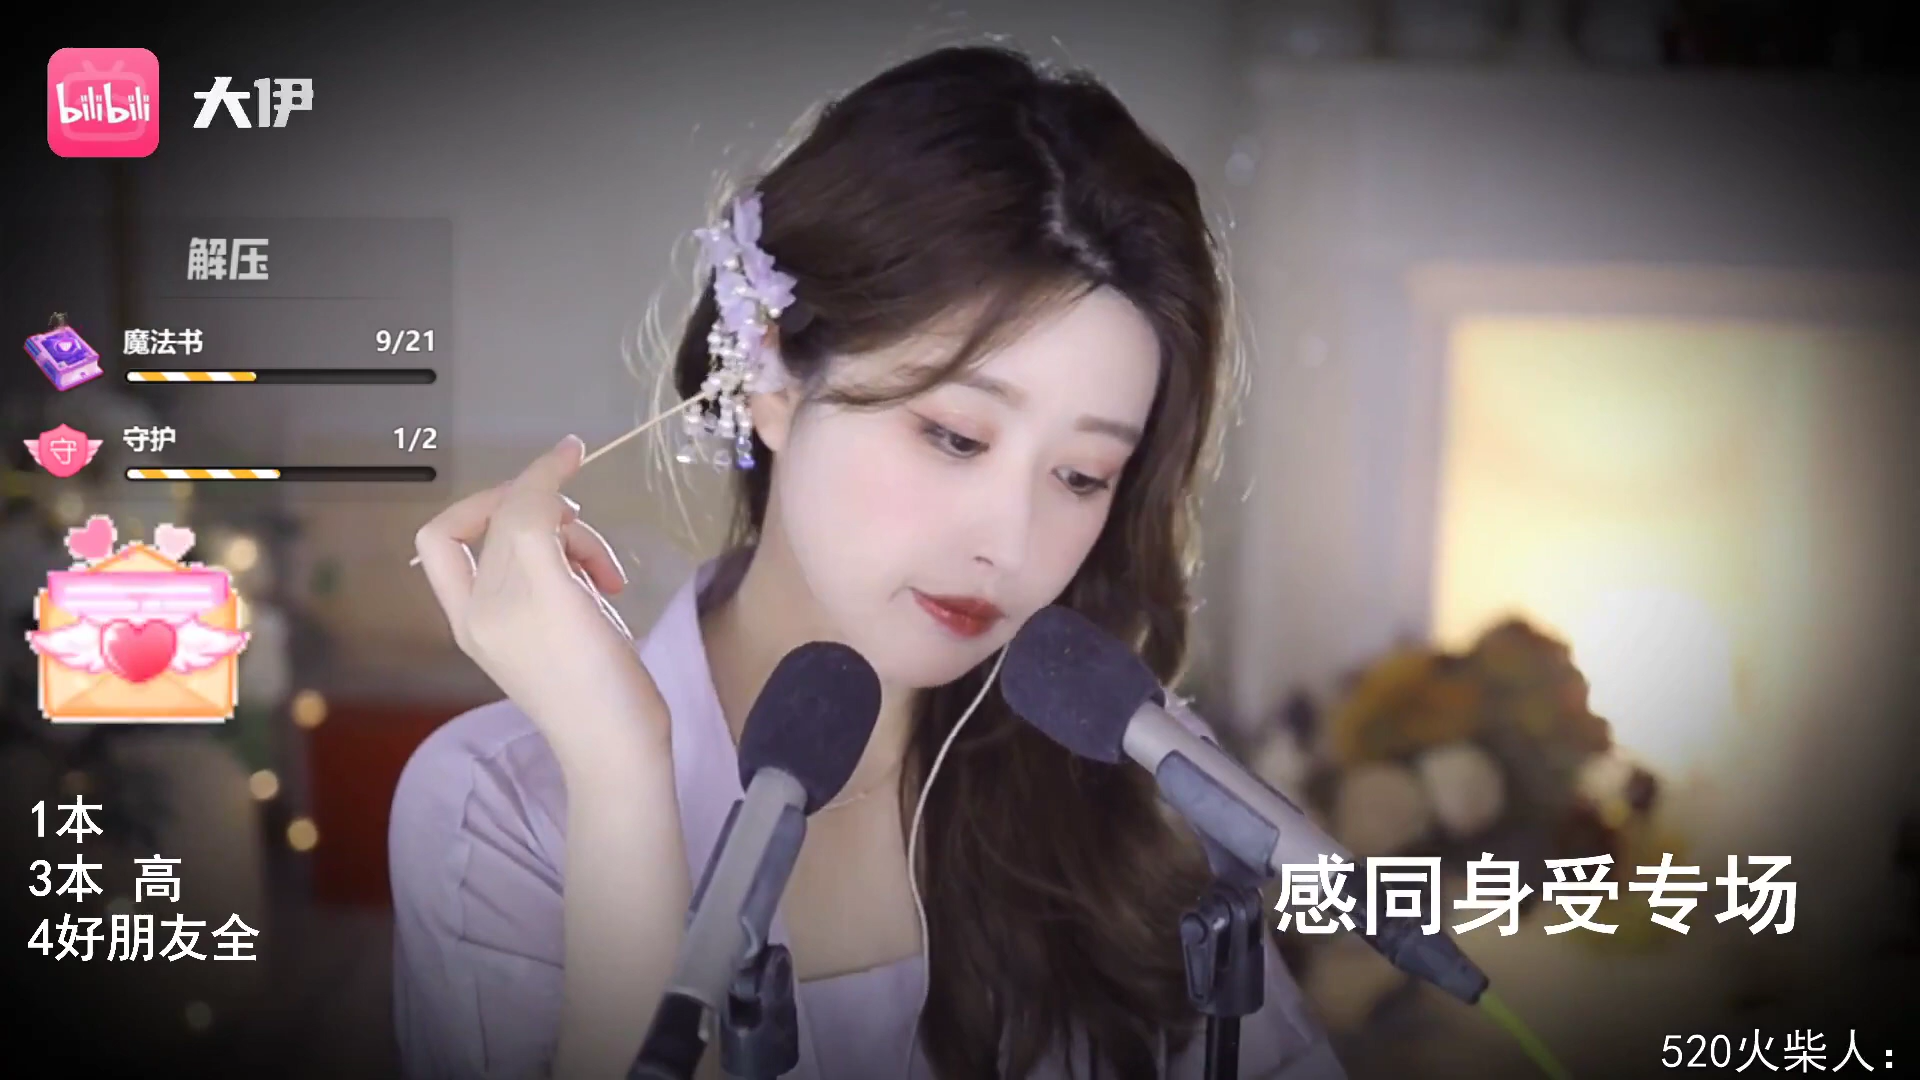 bilibili 大伊
解压
魔法书 9/21
守护 1/2
守
1本
3本 高
4好朋友全
感同身受专场
520火柴人: